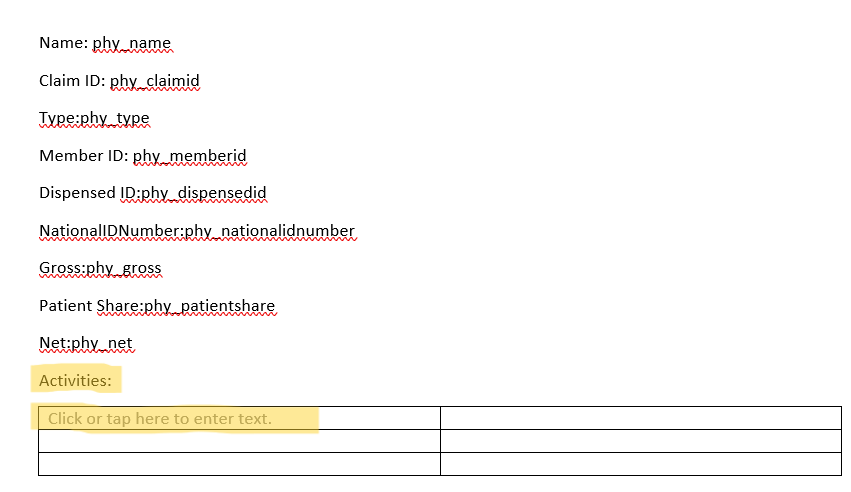 Name: phy_name
Claim ID: phy_claimid
Type:phy_type
Member ID: phy_memberid
Dispensed ID:phy_dispensedid
NationalIDNumber:phy_nationalidnumber
Gross:phy_gross
Patient Share:phy_patientshare
Net:phy_net
Activities:
Click or tap here to enter text.